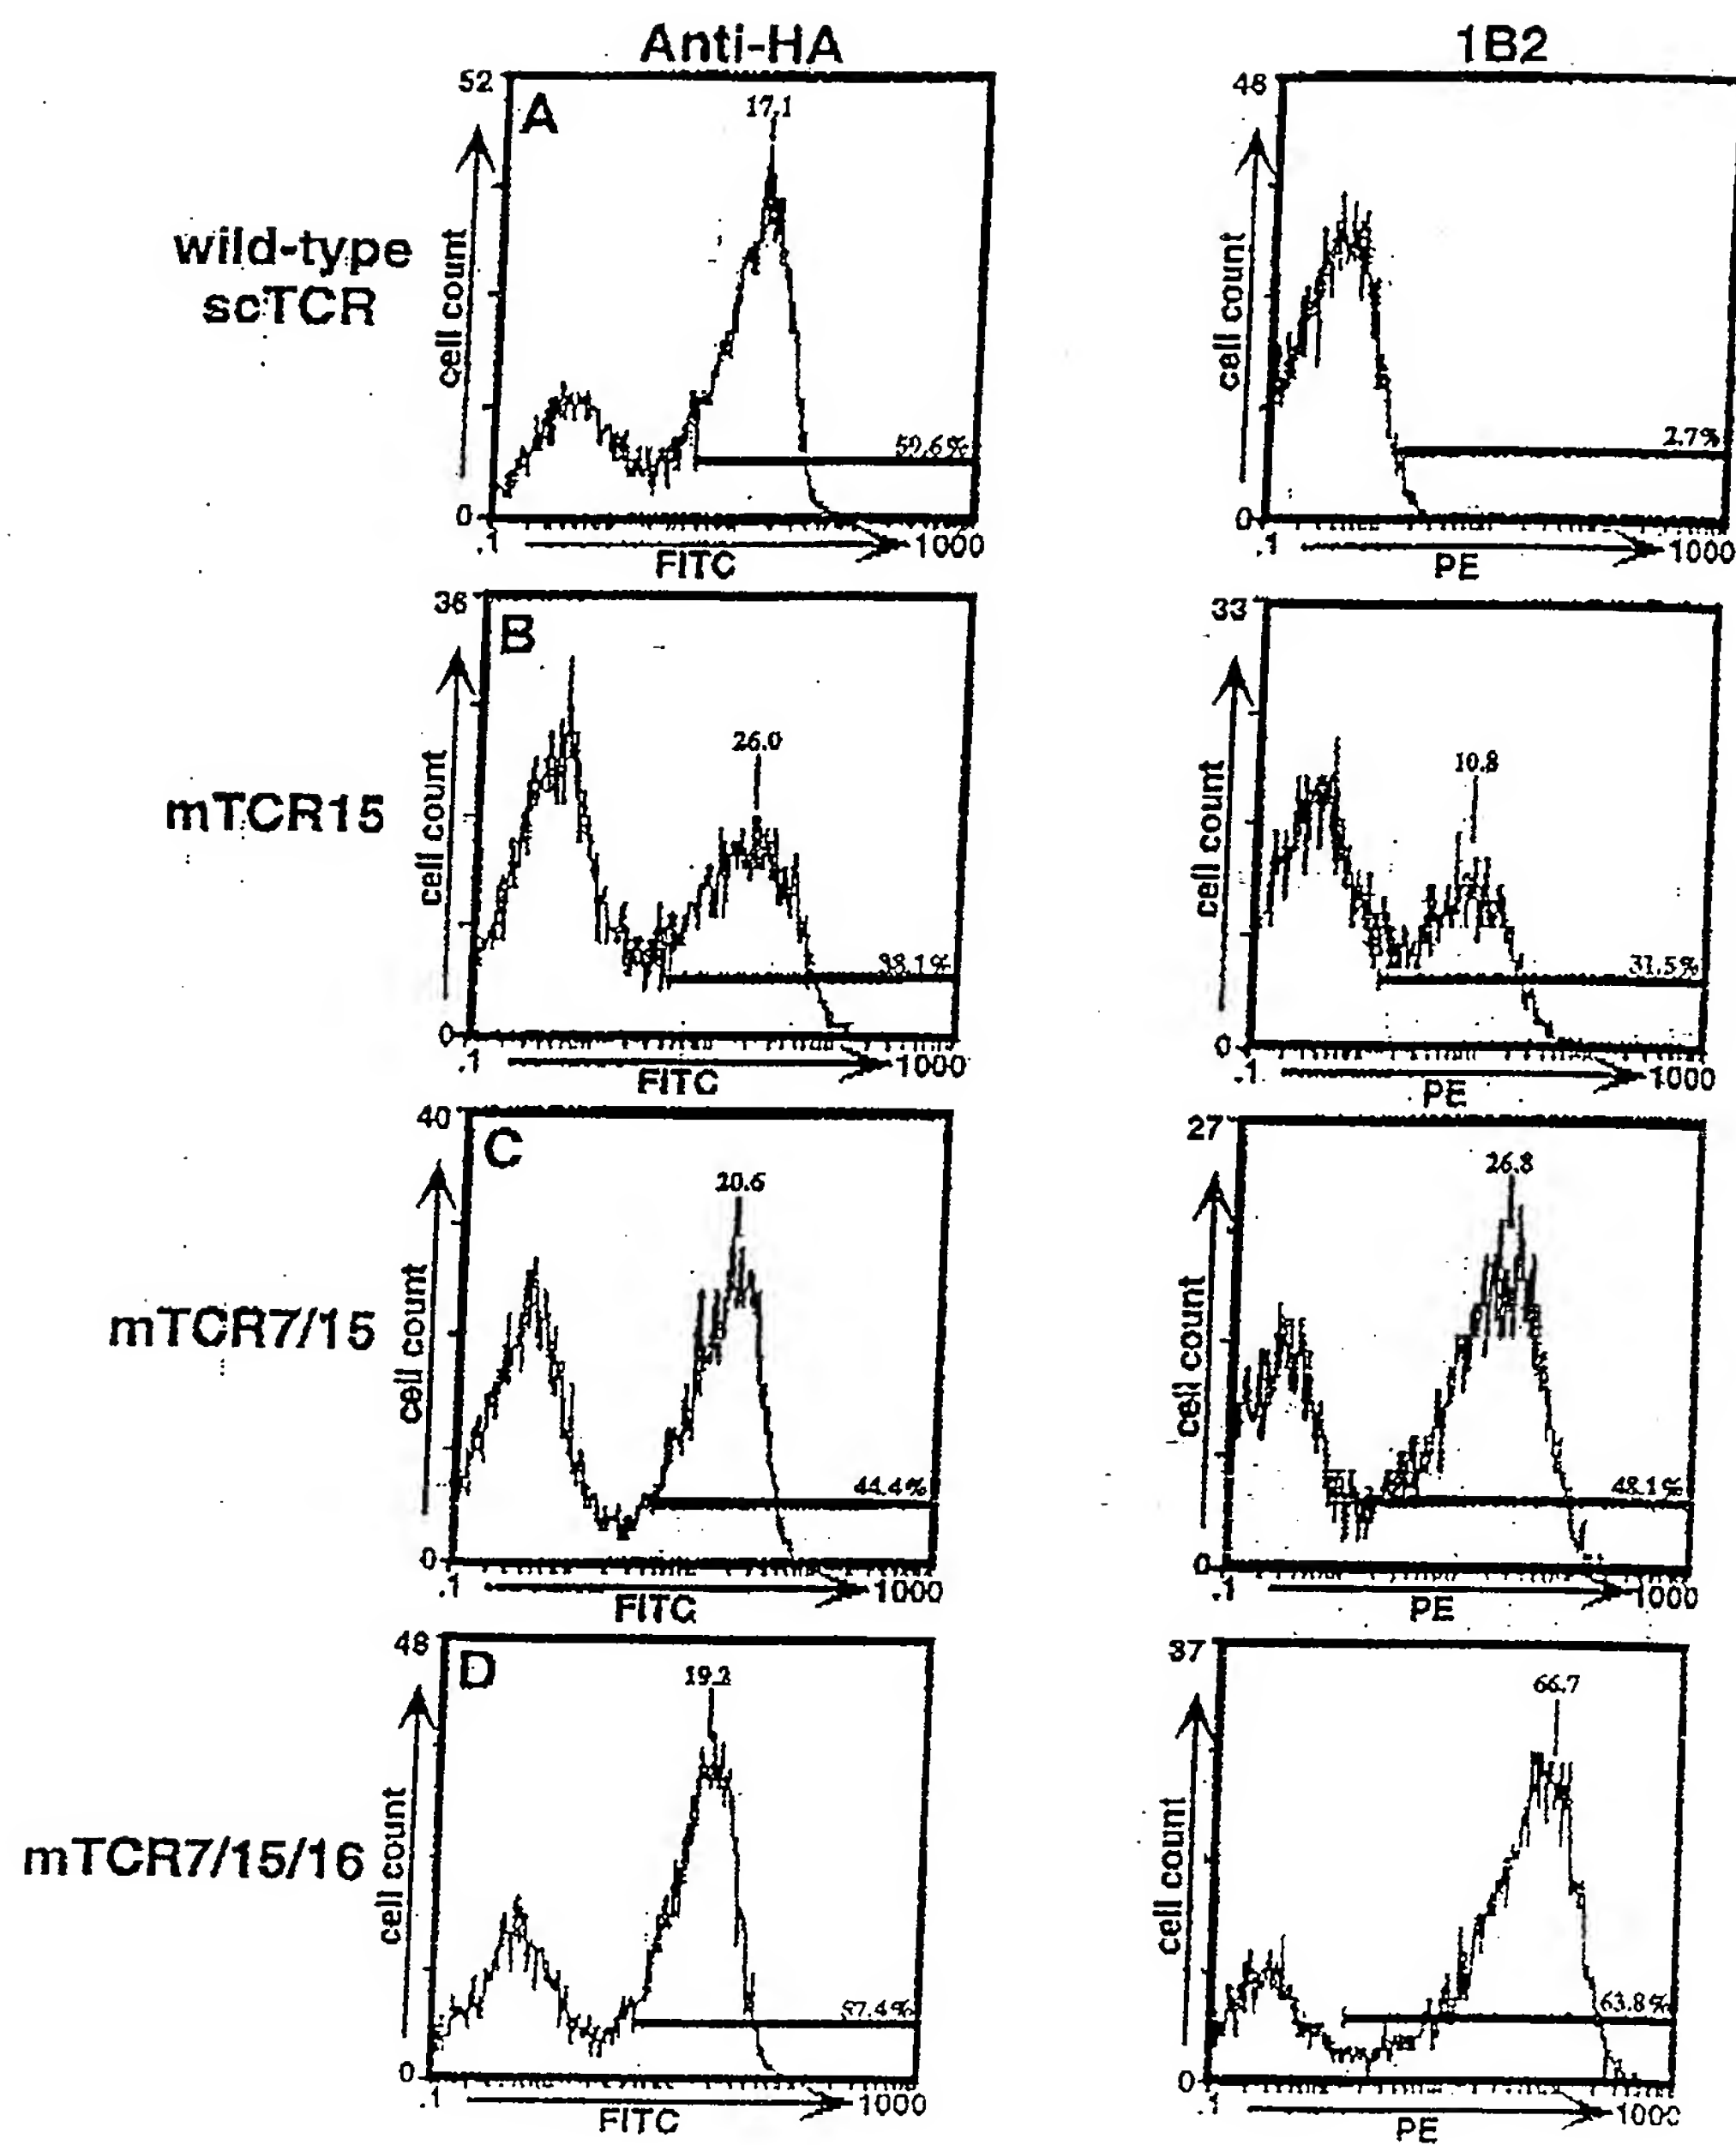 Anti-HA 1B2
wild-type
scTCR
52
A
17.1
cell count
59.6%
0
.1
FITC
1000
48
cell count
2.7%
0
.1
PE
1000
mTCR15
36
B
26.0
cell count
38.1%
0
.1
FITC
1000
33
10.8
cell count
31.5%
0
.1
PE
1000
mTCR7/15
40
C
20.6
cell count
44.4%
0
.1
FITC
1000
27
26.8
cell count
48.1%
0
.1
PE
1000
mTCR7/15/16
48
D
19.2
cell count
57.4%
0
.1
FITC
1000
37
66.7
cell count
63.8%
0
.1
PE
1000